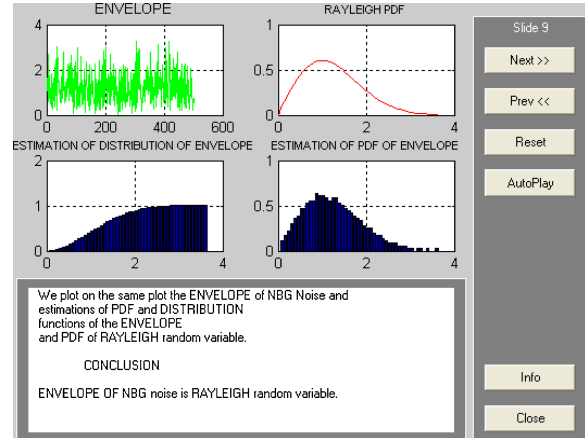 ENVELOPE
RAYLEIGH PDF
4
2
0
0 200 400 600
1
0.5
0
0 2 4
ESTIMATION OF DISTRIBUTION OF ENVELOPE
ESTIMATION OF PDF OF ENVELOPE
2
1
0
0 2 4
1
0.5
0
0 2 4
We plot on the same plot the ENVELOPE of NBG Noise and
estimations of PDF and DISTRIBUTION
functions of the ENVELOPE
and PDF of RAYLEIGH random variable.
CONCLUSION
ENVELOPE OF NBG noise is RAYLEIGH random variable.
Slide 9
Next >>
Prev <<
Reset
AutoPlay
Info
Close